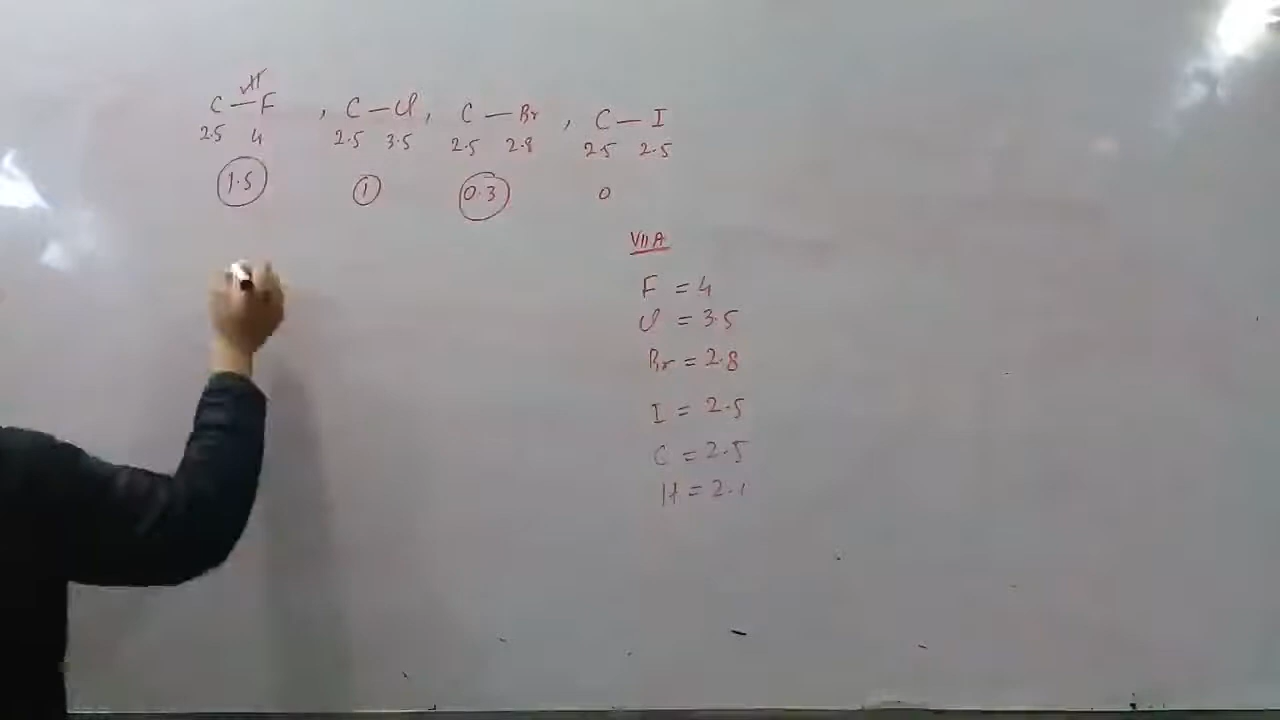 C—F , C—Cl , C—Br , C—I
2.5 4 2.5 3.5 2.5 2.8 2.5 2.5
1.5 1 0.3 0
VIIA
F = 4
Cl = 3.5
Br = 2.8
I = 2.5
C = 2.5
H = 2.1